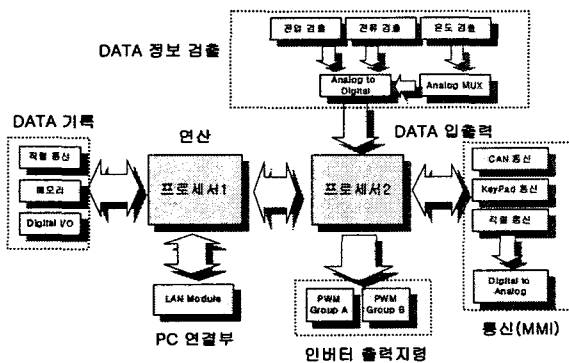 전압 검출
전류 검출
온도 검출
DATA 정보 검출
Analog to
Digital
Analog MUX
DATA 기록
연산
DATA 입출력
직렬 통신
메모리
Digital I/O
프로세서1
프로세서2
CAN 통신
KeyPad 통신
직렬 통신
LAN Module
PWM
Group A
PWM
Group B
Digital to
Analog
PC 연결부
인버터 출력지령
통신(MMI)